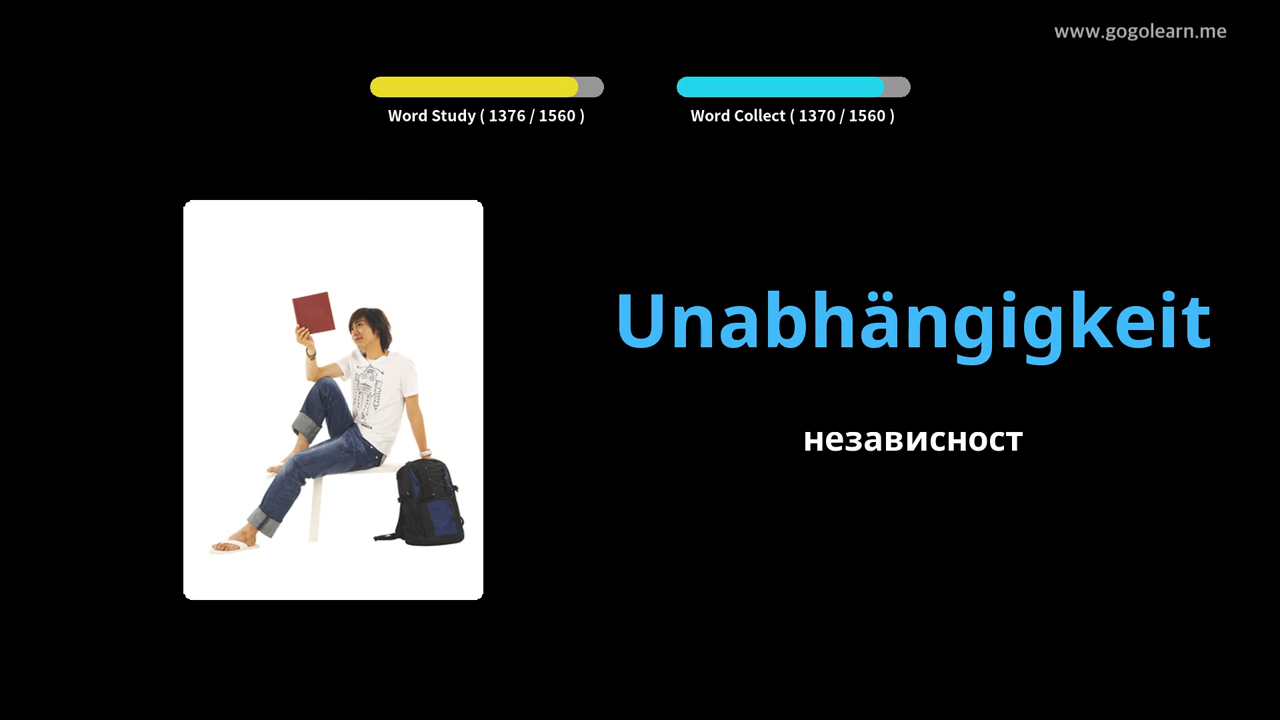 www.gogolearn.me
Word Study ( 1376 / 1560 )
Word Collect ( 1370 / 1560 )
Unabhängigkeit
независност